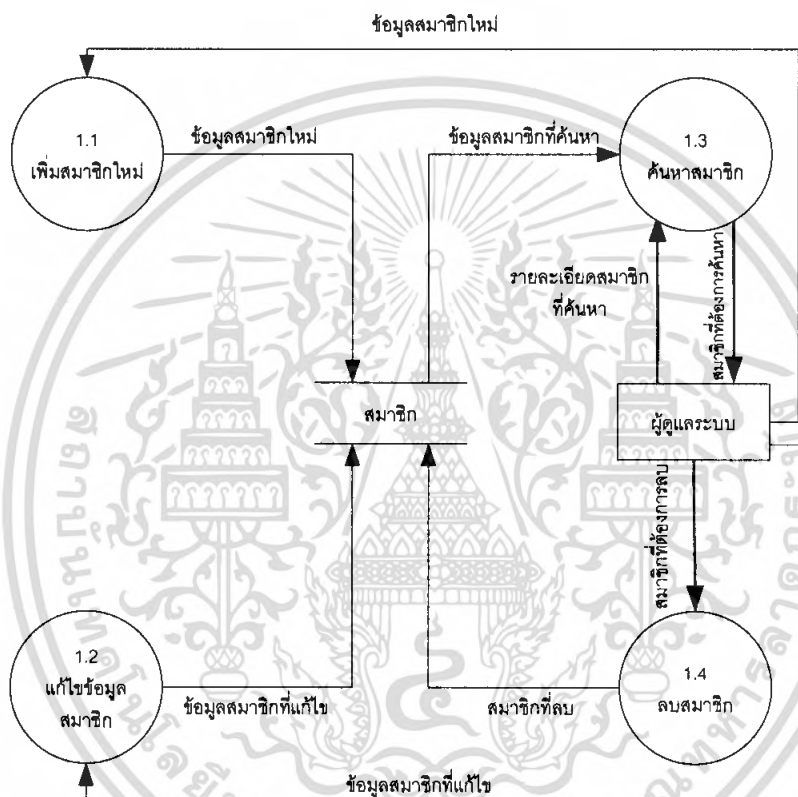 ข้อมูลสมาชิกใหม่
1.1
เพิ่มสมาชิกใหม่
ข้อมูลสมาชิกใหม่
ข้อมูลสมาชิกที่ค้นหา
1.3
ค้นหาสมาชิก
รายละเอียดสมาชิก
ที่ค้นหา
สมาชิกที่ต้องการค้นหา
สมาชิก
ผู้ดูแลระบบ
สมาชิกที่ต้องการลบ
1.2
แก้ไขข้อมูล
สมาชิก
ข้อมูลสมาชิกที่แก้ไข
สมาชิกที่ลบ
1.4
ลบสมาชิก
ข้อมูลสมาชิกที่แก้ไข